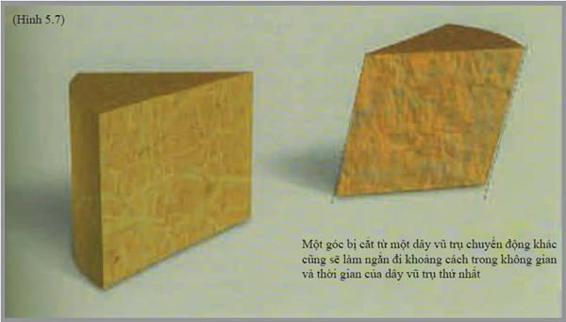 (Hình 5.7)
Một góc bị cắt từ một dây vũ trụ chuyển động khác
cũng sẽ làm ngắn đi khoảng cách trong không gian
và thời gian của dây vũ trụ thứ nhất